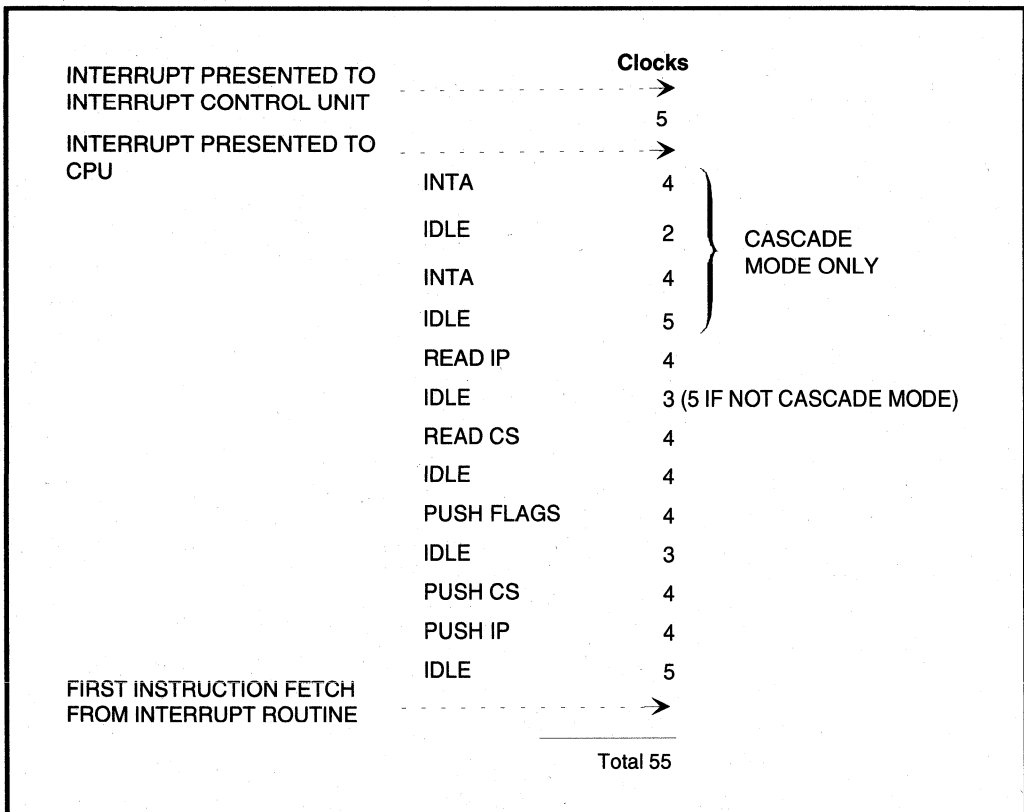 Clocks
INTERRUPT PRESENTED TO
INTERRUPT CONTROL UNIT
5
INTERRUPT PRESENTED TO
CPU
INTA 4
IDLE 2
CASCADE
MODE ONLY
INTA 4
IDLE 5
READ IP 4
IDLE 3 (5 IF NOT CASCADE MODE)
READ CS 4
IDLE 4
PUSH FLAGS 4
IDLE 3
PUSH CS 4
PUSH IP 4
IDLE 5
FIRST INSTRUCTION FETCH
FROM INTERRUPT ROUTINE
Total 55